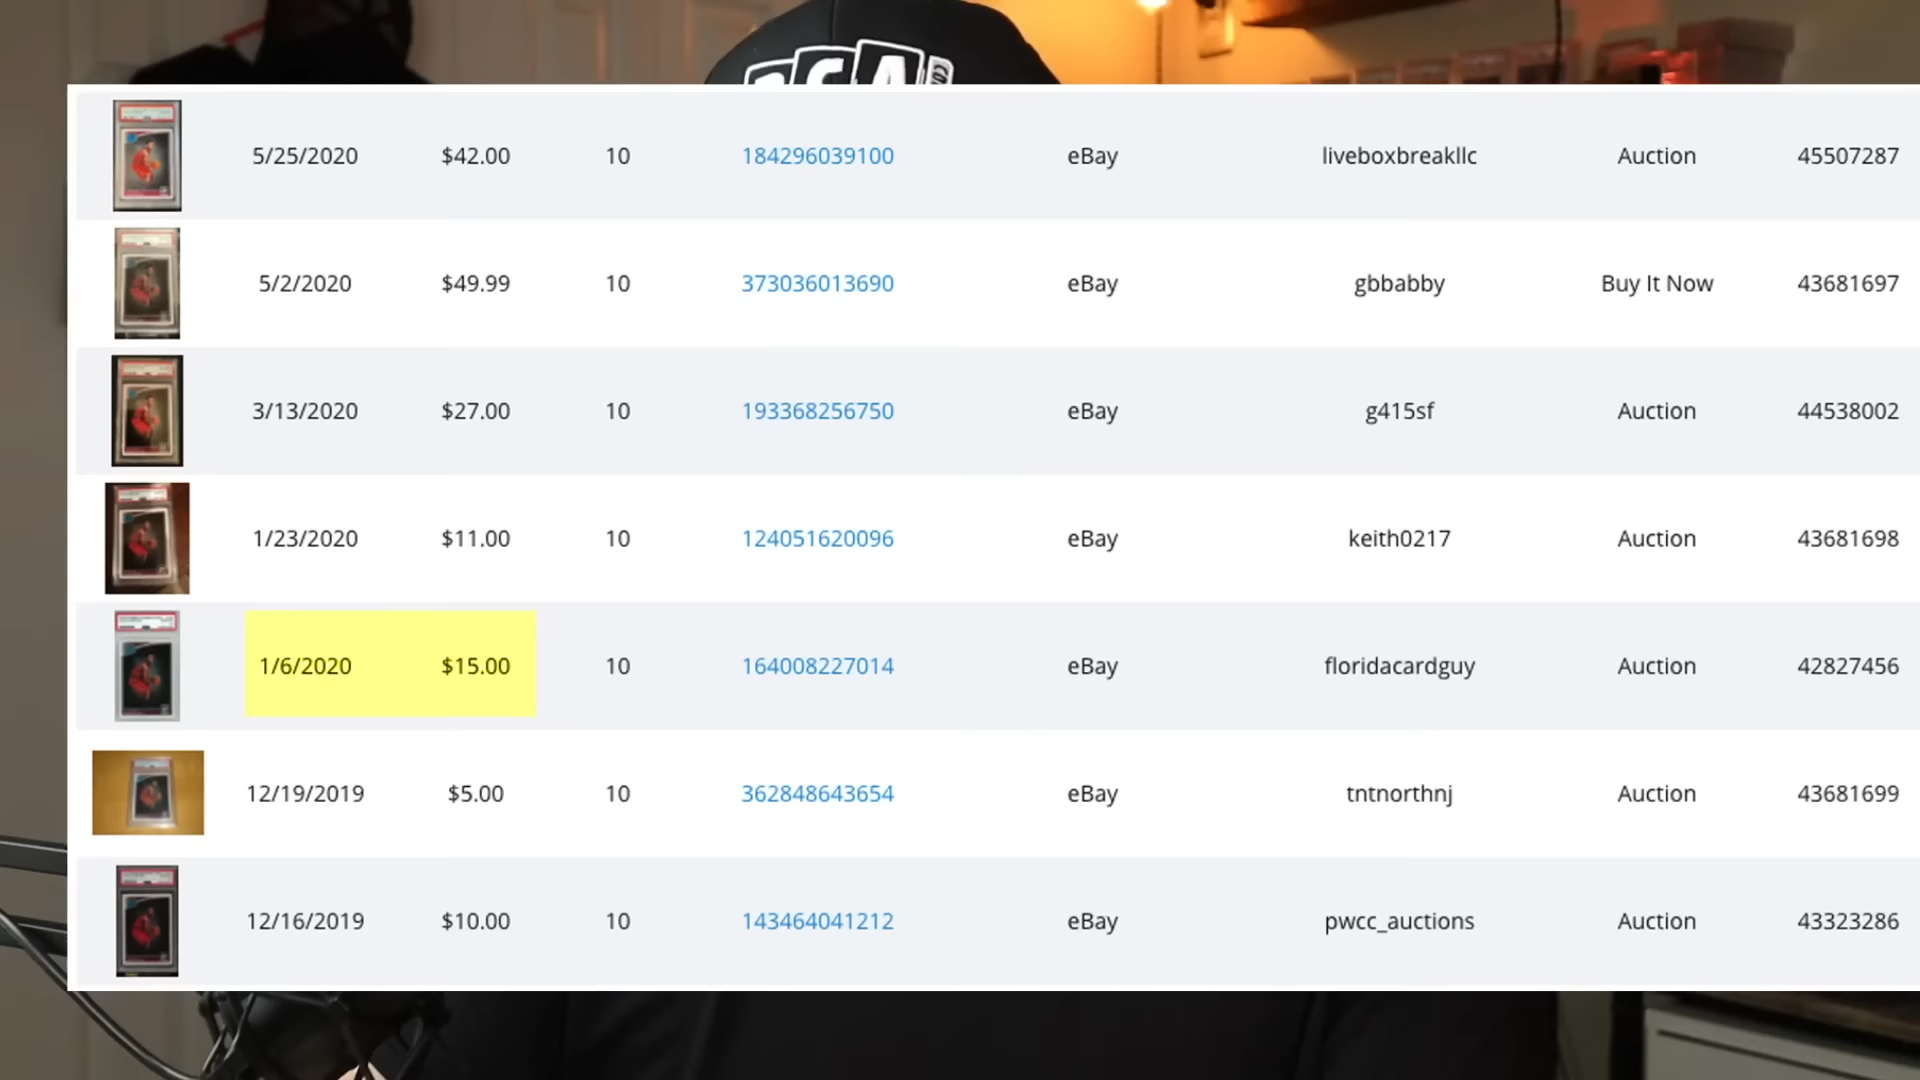 5/25/2020 $42.00 10 184296039100 eBay liveboxbreakllc Auction 45507287
5/2/2020 $49.99 10 373036013690 eBay gbbabby Buy It Now 43681697
3/13/2020 $27.00 10 193368256750 eBay g415sf Auction 44538002
1/23/2020 $11.00 10 124051620096 eBay keith0217 Auction 43681698
1/6/2020 $15.00 10 164008227014 eBay floridacardguy Auction 42827456
12/19/2019 $5.00 10 362848643654 eBay tntnorthnj Auction 43681699
12/16/2019 $10.00 10 143464041212 eBay pwcc_auctions Auction 43323286